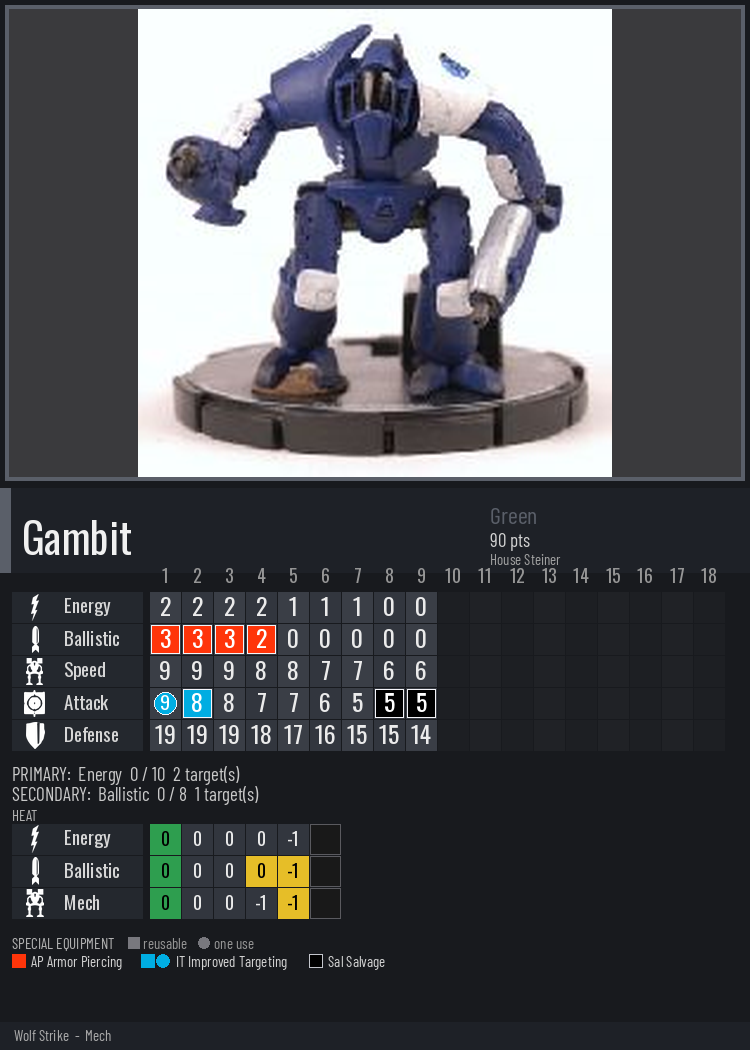 Gambit
Green
90 pts
House Steiner
1 2 3 4 5 6 7 8 9 10 11 12 13 14 15 16 17 18
Energy 2 2 2 2 1 1 1 0 0
Ballistic 3 3 3 2 0 0 0 0 0
Speed 9 9 9 8 8 7 7 6 6
Attack 9 8 8 7 7 6 5 5 5
Defense 19 19 19 18 17 16 15 15 14
PRIMARY: Energy 0 / 10 2 target(s)
SECONDARY: Ballistic 0 / 8 1 target(s)
HEAT
Energy 0 0 0 0 -1
Ballistic 0 0 0 0 -1
Mech 0 0 0 -1 -1
SPECIAL EQUIPMENT reusable one use
AP Armor Piercing IT Improved Targeting Sal Salvage
Wolf Strike - Mech